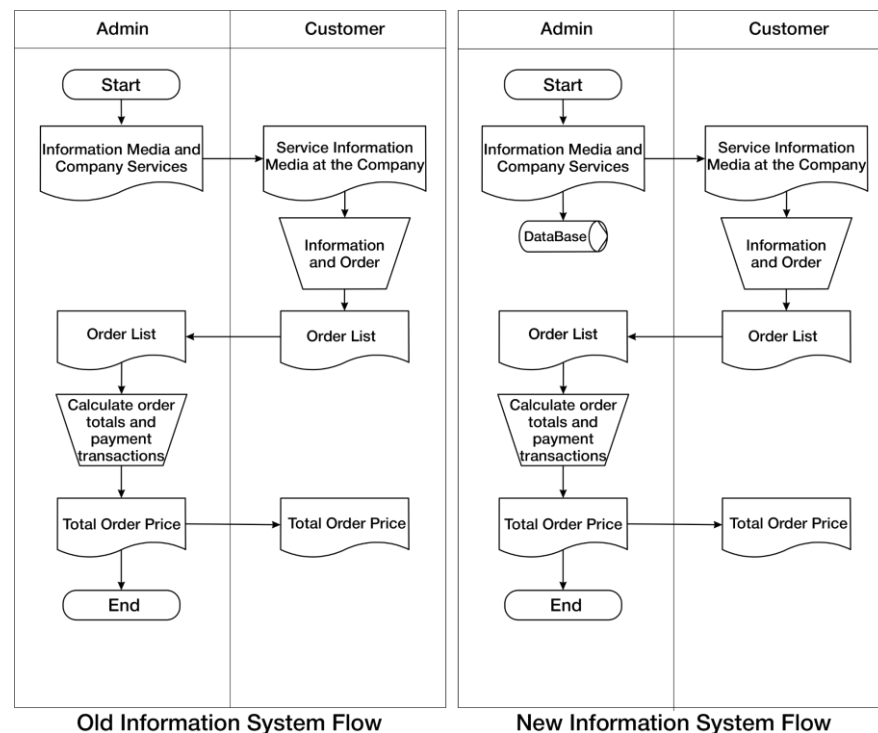 Admin
Customer
Start
Information Media and
Company Services
Service Information
Media at the Company
Information
and Order
Order List
Order List
Calculate order
totals and
payment
transactions
Total Order Price
Total Order Price
End
Old Information System Flow
Admin
Customer
Start
Information Media and
Company Services
Service Information
Media at the Company
DataBase
Information
and Order
Order List
Order List
Calculate order
totals and
payment
transactions
Total Order Price
Total Order Price
End
New Information System Flow